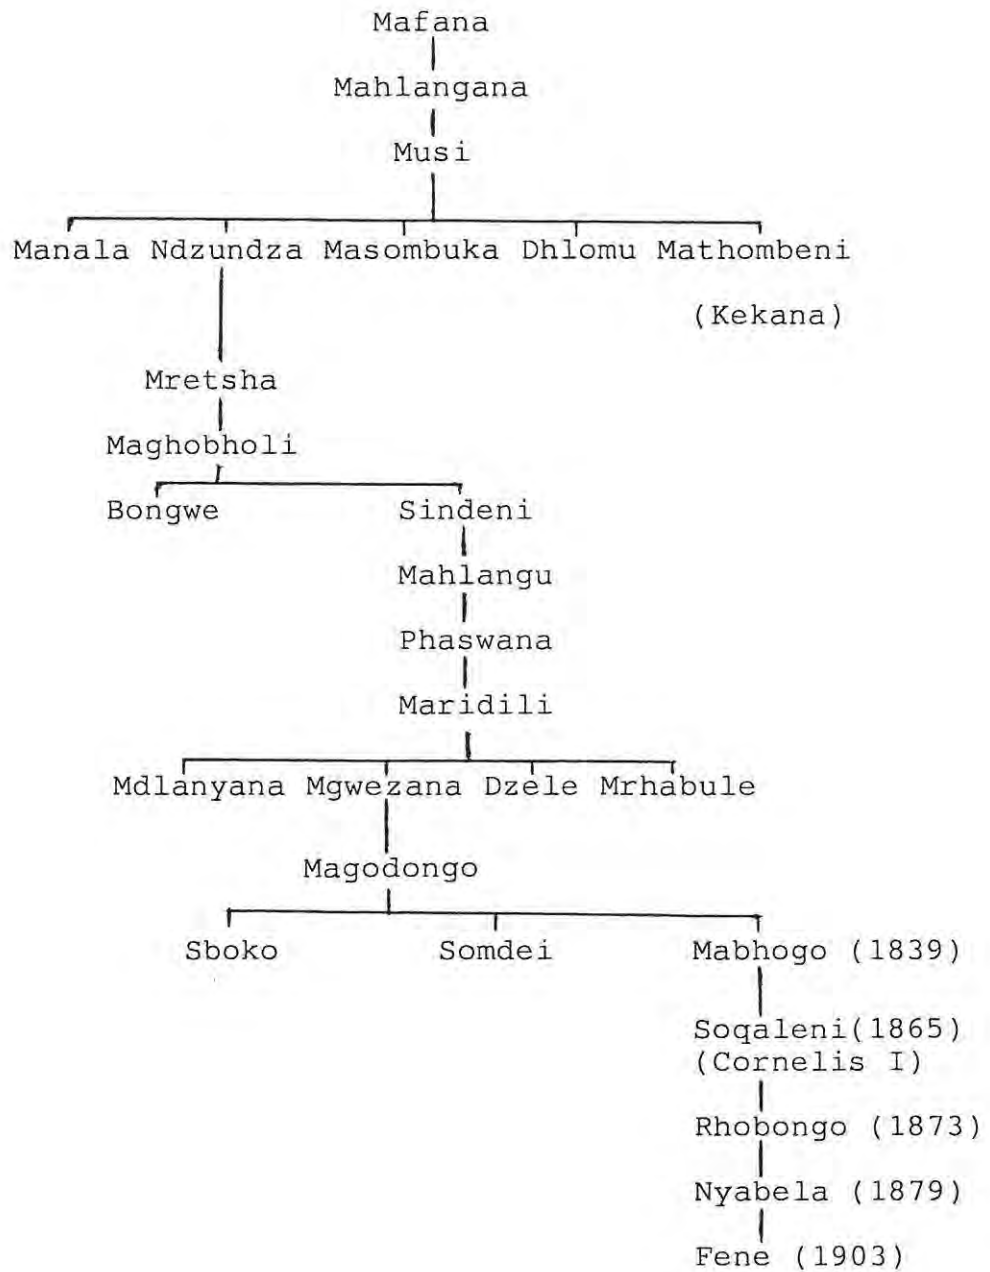 Mafana
Mahlangana
Musi
Manala Ndzundza Masombuka Dhlomu Mathombeni
(Kekana)
Mretsha
Maghobholi
Bongwe Sindeni
Mahlangu
Phaswana
Maridili
Mdlanyana Mgwezana Dzele Mrhabule
Magodongo
Sboko Somdei Mabhogo (1839)
Soqaleni(1865)
(Cornelis I)
Rhobongo (1873)
Nyabela (1879)
Fene (1903)